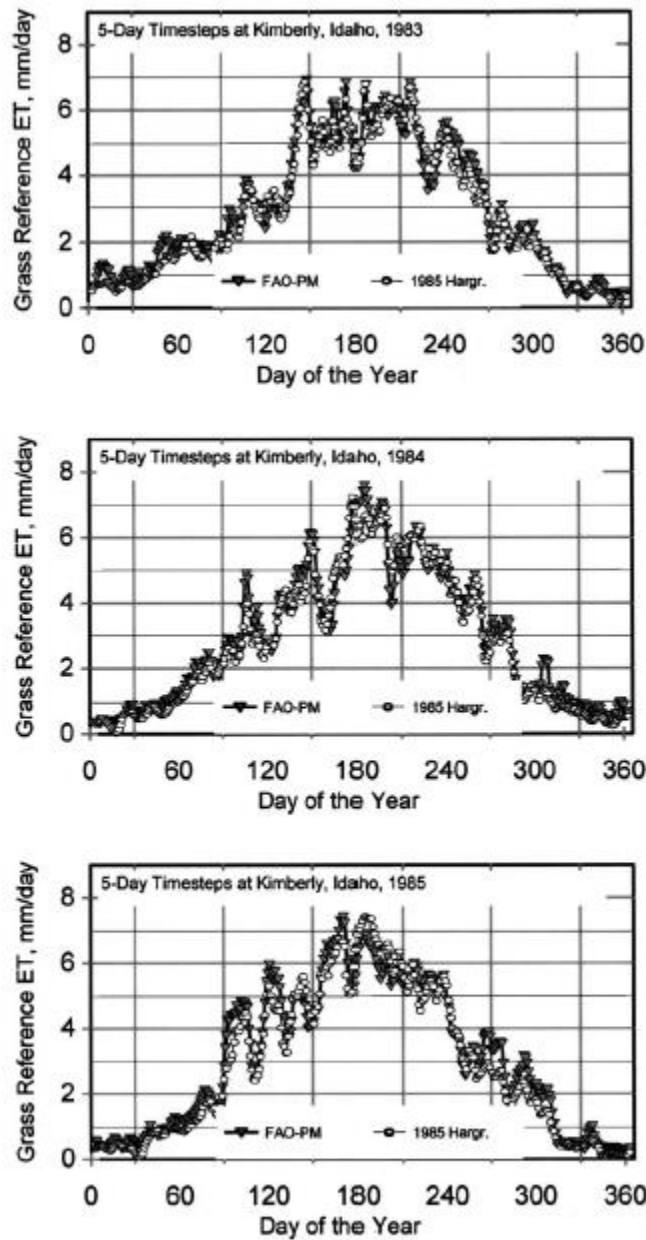 5-Day Timesteps at Kimberly, Idaho, 1983
Grass Reference ET, mm/day
8
6
4
2
0
FAO-PM 1985 Hargr.
0 60 120 180 240 300 360
Day of the Year
5-Day Timesteps at Kimberly, Idaho, 1984
Grass Reference ET, mm/day
8
6
4
2
0
FAO-PM 1985 Hargr.
0 60 120 180 240 300 360
Day of the Year
5-Day Timesteps at Kimberly, Idaho, 1985
Grass Reference ET, mm/day
8
6
4
2
0
FAO-PM 1985 Hargr.
0 60 120 180 240 300 360
Day of the Year